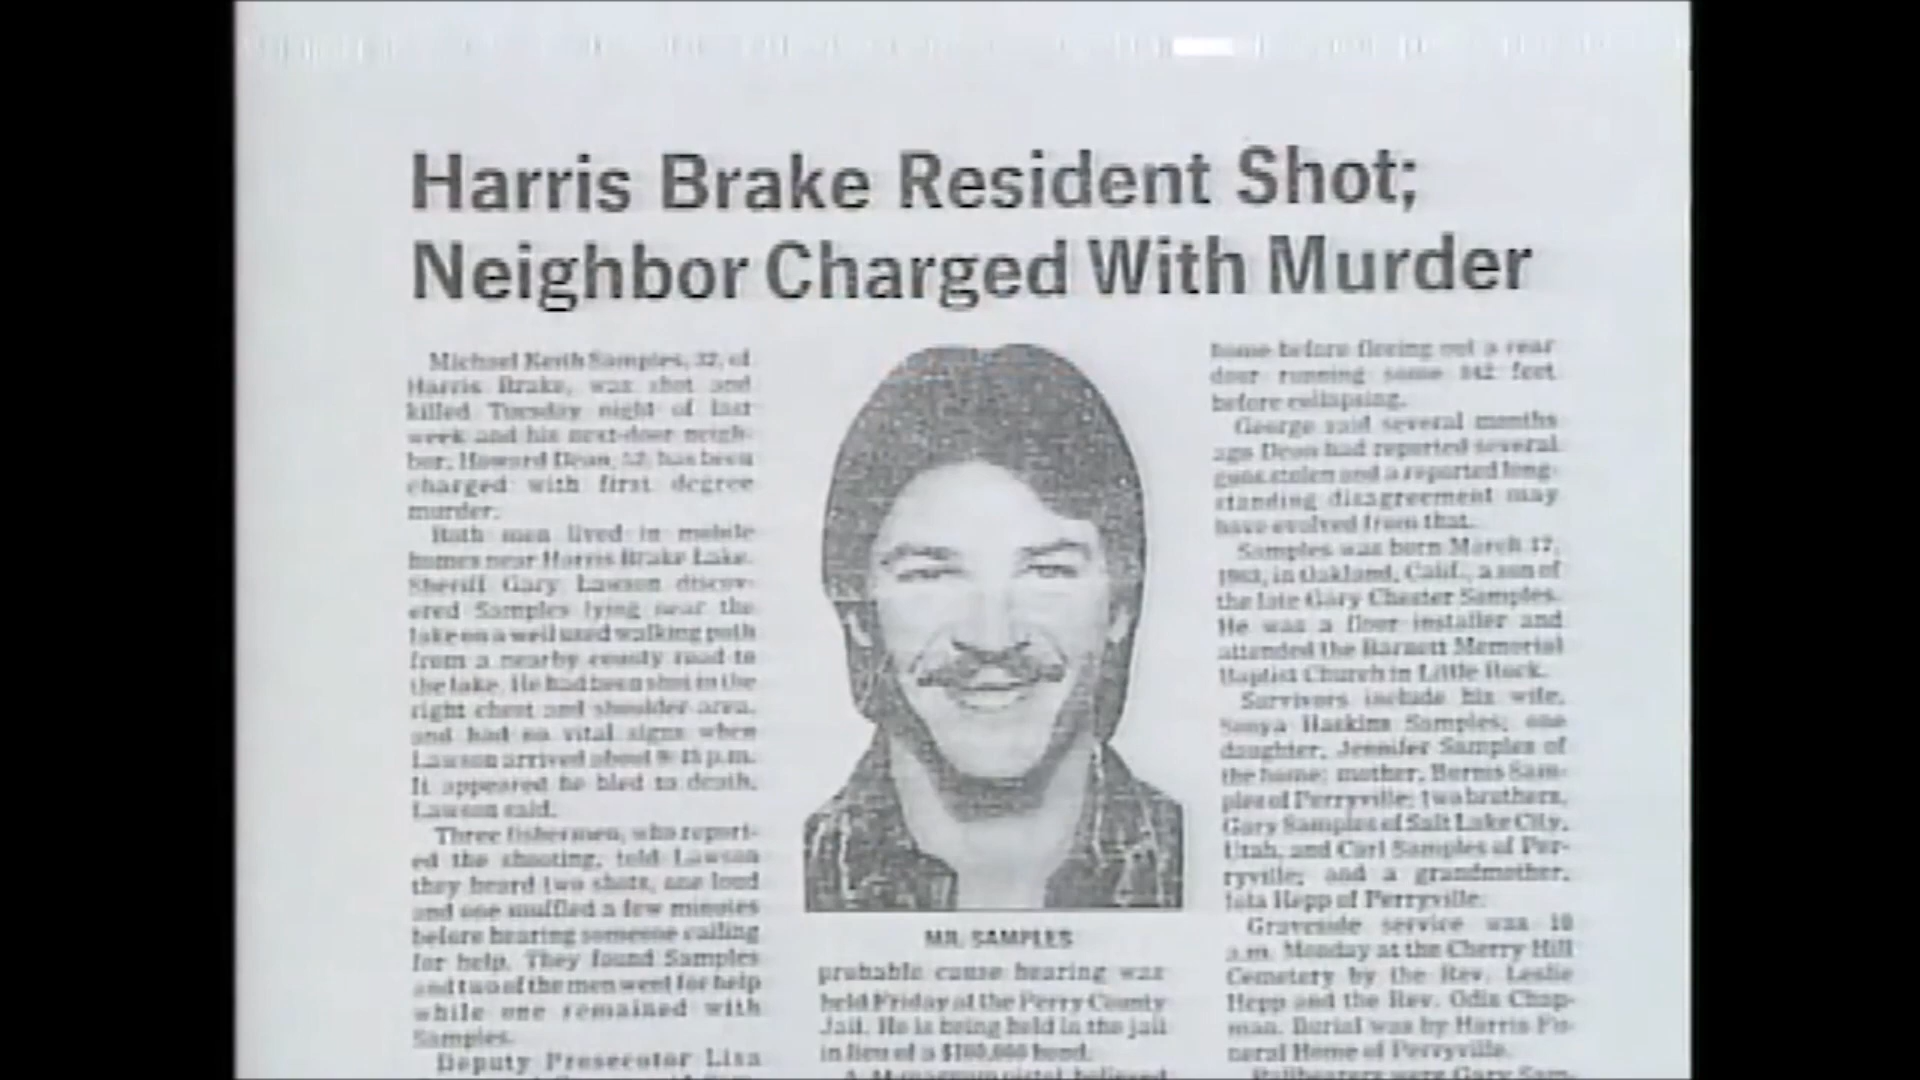 Harris Brake Resident Shot;
Neighbor Charged With Murder
Michael Keith Samples, 32, of
Harris Brake, was shot and
killed Tuesday night of last
week and his next-door neigh-
bor, Howard Dean, 52, has been
charged with first degree
murder.
Both men lived in mobile
homes near Harris Brake Lake.
Sheriff Gary Lawson discov-
ered Samples lying near the
lake on a well used walking path
from a nearby county road to
the lake. He had been shot in the
right chest and shoulder area,
and had no vital signs when
Lawson arrived about 9:15 p.m.
It appeared he bled to death,
Lawson said.
Three fishermen, who report-
ed the shooting, told Lawson
they heard two shots, one loud
and one muffled a few minutes
before hearing someone calling
for help. They found Samples
and two of the men went for help
while one remained with
Samples.
Deputy Prosecutor Lisa
MR. SAMPLES
probable cause hearing was
held Friday at the Perry County
Jail. He is being held in the jail
in lieu of a $100,000 bond.
pistol believed
home before fleeing out a rear
door running some 142 feet
before collapsing.
George said several months
ago Dean had reported several
guns stolen and a reported long-
standing disagreement may
have evolved from that.
Samples was born March 17,
1963, in Oakland, Calif., a son of
the late Gary Chester Samples.
He was a floor installer and
attended the Barnett Memorial
Baptist Church in Little Rock.
Survivors include his wife,
Sonya Haskins Samples; one
daughter, Jennifer Samples of
the home; mother, Bernis Sam-
ples of Perryville; two brothers,
Gary Samples of Salt Lake City,
Utah, and Carl Samples of Per-
ryville; and a grandmother,
Iola Hepp of Perryville.
Graveside service was 10
a.m. Monday at the Cherry Hill
Cemetery by the Rev. Leslie
Hepp and the Rev. Odis Chap-
man. Burial was by Harris Fu-
neral Home of Perryville.
Pallbearers were Gary Sam-